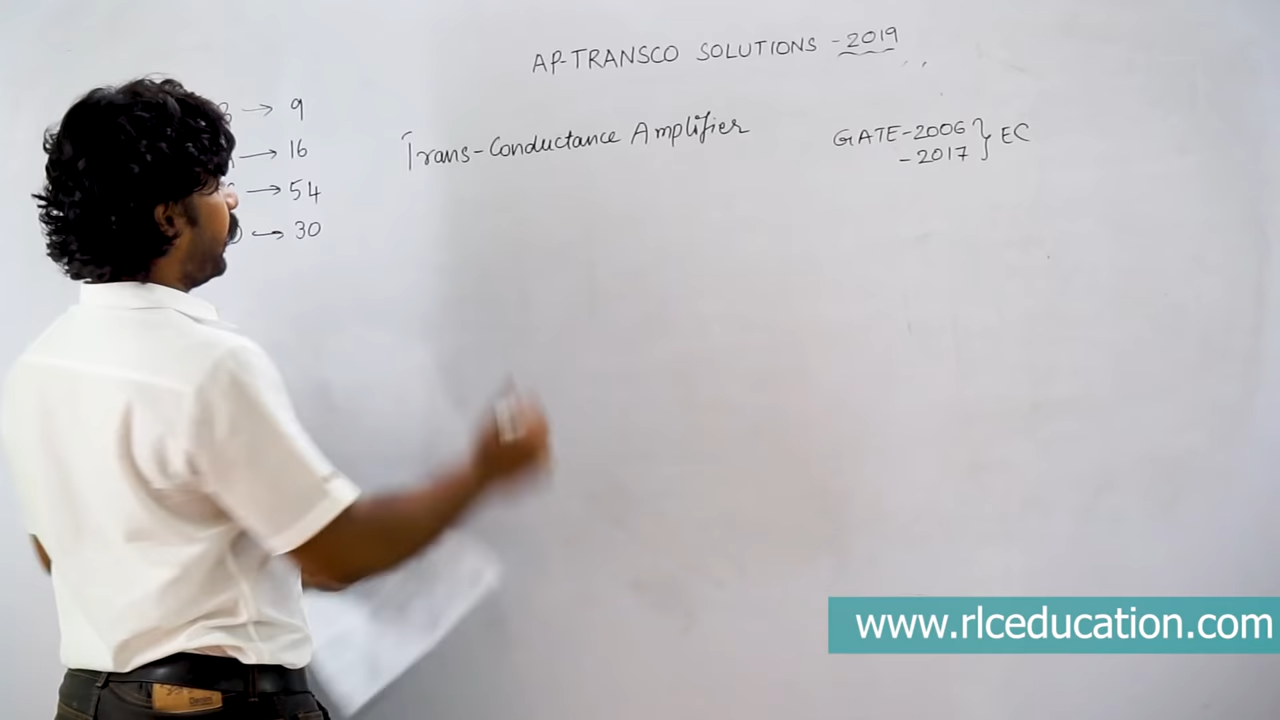 AP-TRANSCO SOLUTIONS - 2019
→ 9
→ 16
→ 54
→ 30
Trans-Conductance Amplifier
GATE-2006 } EC
-2017
www.rlceducation.com